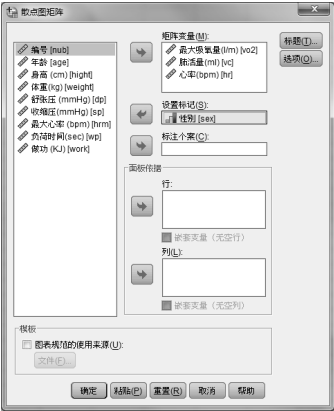 散点图矩阵
编号 [nub]
年龄 [age]
身高 (cm) [hight]
体重(kg) [weight]
舒张压 (mmHg) [dp]
收缩压(mmHg) [sp]
最大心率 (bpm) [hrm]
负荷时间(sec) [wp]
做功 (KJ) [work]
矩阵变量(M):
最大吸氧量(l/m) [vo2]
肺活量(ml) [vc]
心率(bpm) [hr]
设置标记(S):
性别 [sex]
标注个案(C):
面板依据
行:
嵌套变量（无空行）
列(L):
嵌套变量（无空列）
标题(T)...
选项(O)...
模板
图表规范的使用来源(U):
文件(F)...
确定
粘贴(P)
重置(R)
取消
帮助